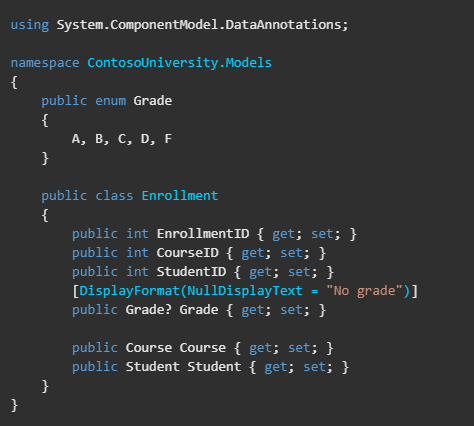 using System.ComponentModel.DataAnnotations;
namespace ContosoUniversity.Models
{
    public enum Grade
    {
        A, B, C, D, F
    }
    public class Enrollment
    {
        public int EnrollmentID { get; set; }
        public int CourseID { get; set; }
        public int StudentID { get; set; }
        [DisplayFormat(NullDisplayText = "No grade")]
        public Grade? Grade { get; set; }
        public Course Course { get; set; }
        public Student Student { get; set; }
    }
}